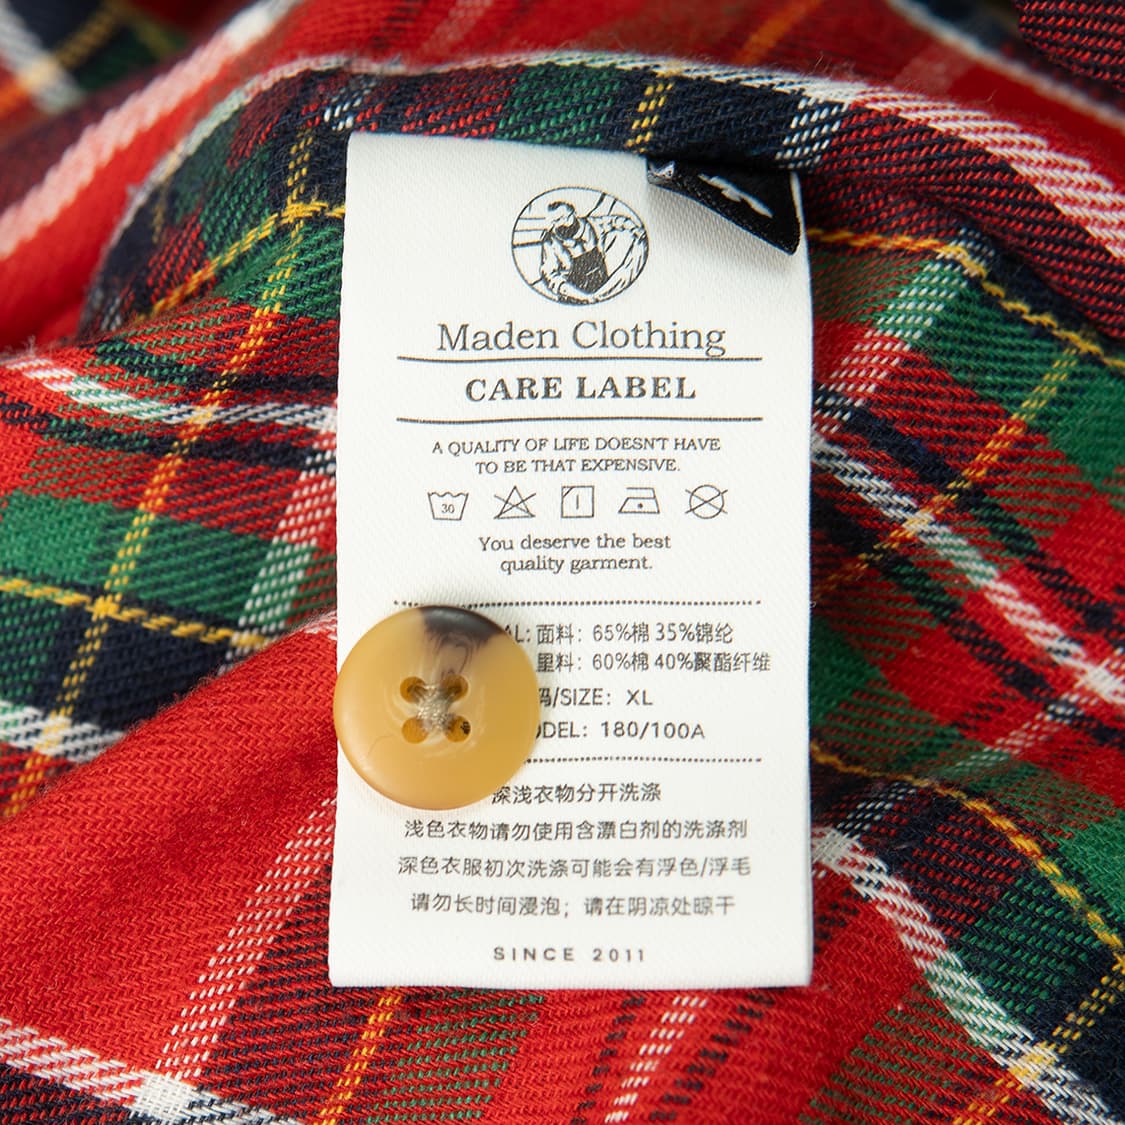 Maden Clothing
CARE LABEL
A QUALITY OF LIFE DOESN'T HAVE
TO BE THAT EXPENSIVE.
30
You deserve the best
quality garment.
AL: 面料: 65%棉 35%锦纶
里料: 60%棉 40%聚酯纤维
码/SIZE: XL
ODEL: 180/100A
深浅衣物分开洗涤
浅色衣物请勿使用含漂白剂的洗涤剂
深色衣服初次洗涤可能会有浮色/浮毛
请勿长时间浸泡; 请在阴凉处晾干
SINCE 2011